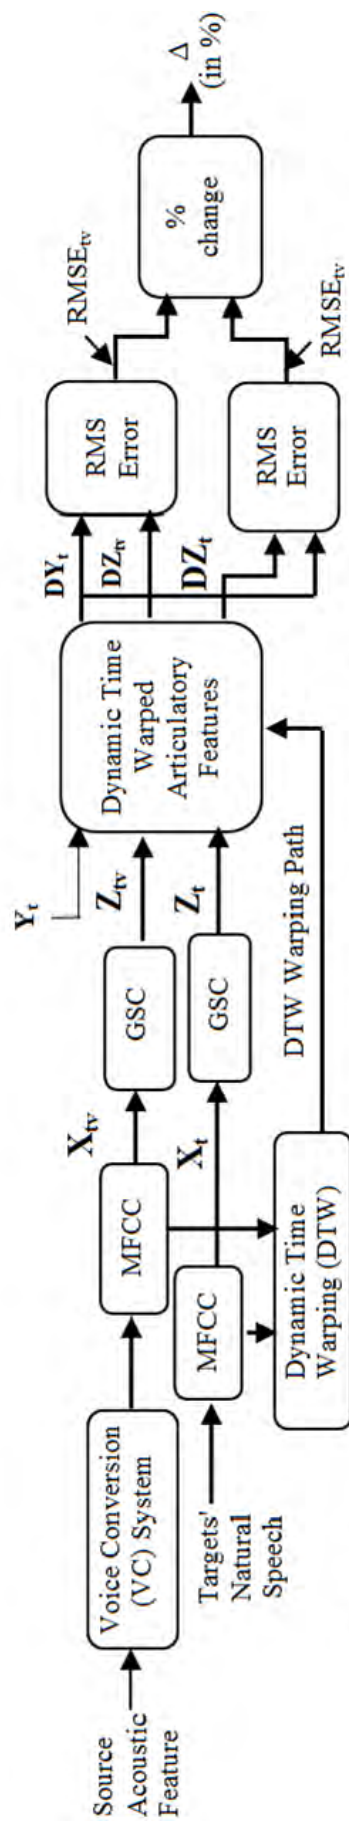 Source
Acoustic
Feature
Voice Conversion
(VC) System
Targets'
Natural
Speech
MFCC
MFCC
X_tv
X_t
Dynamic Time
Warping (DTW)
GSC
GSC
DTW Warping Path
Y_t
Z_tv
Z_t
Dynamic Time
Warped
Articulatory
Features
DY_t
DZ_tv
DZ_t
RMS
Error
RMS
Error
RMSE_tv
RMSE_tv
%
change
Δ
(in %)